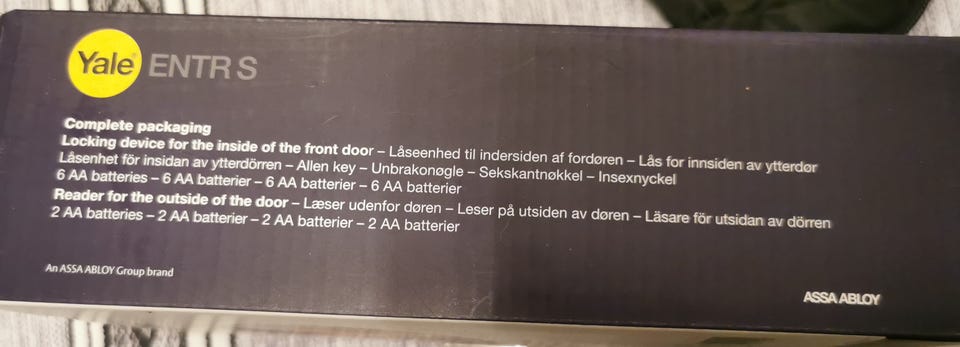 Yale ENTR S
Complete packaging
Locking device for the inside of the front door – Låseenhed til indersiden af fordøren – Lås for innsiden av ytterdør
Låsenhet för insidan av ytterdörren – Allen key – Unbrakonøgle – Sekskantnøkkel – Insexnyckel
6 AA batteries – 6 AA batterier – 6 AA batterier – 6 AA batterier
Reader for the outside of the door – Læser udenfor døren – Leser på utsiden av døren – Läsare för utsidan av dörren
2 AA batteries – 2 AA batterier – 2 AA batterier – 2 AA batterier
An ASSA ABLOY Group brand
ASSA ABLOY